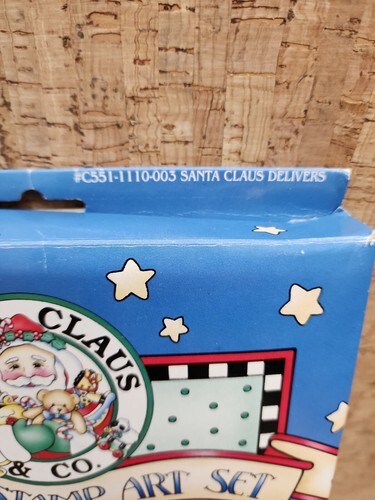 #C551-1110-003 SANTA CLAUS DELIVERS
CLAUS
& CO.
STAMP ART SET